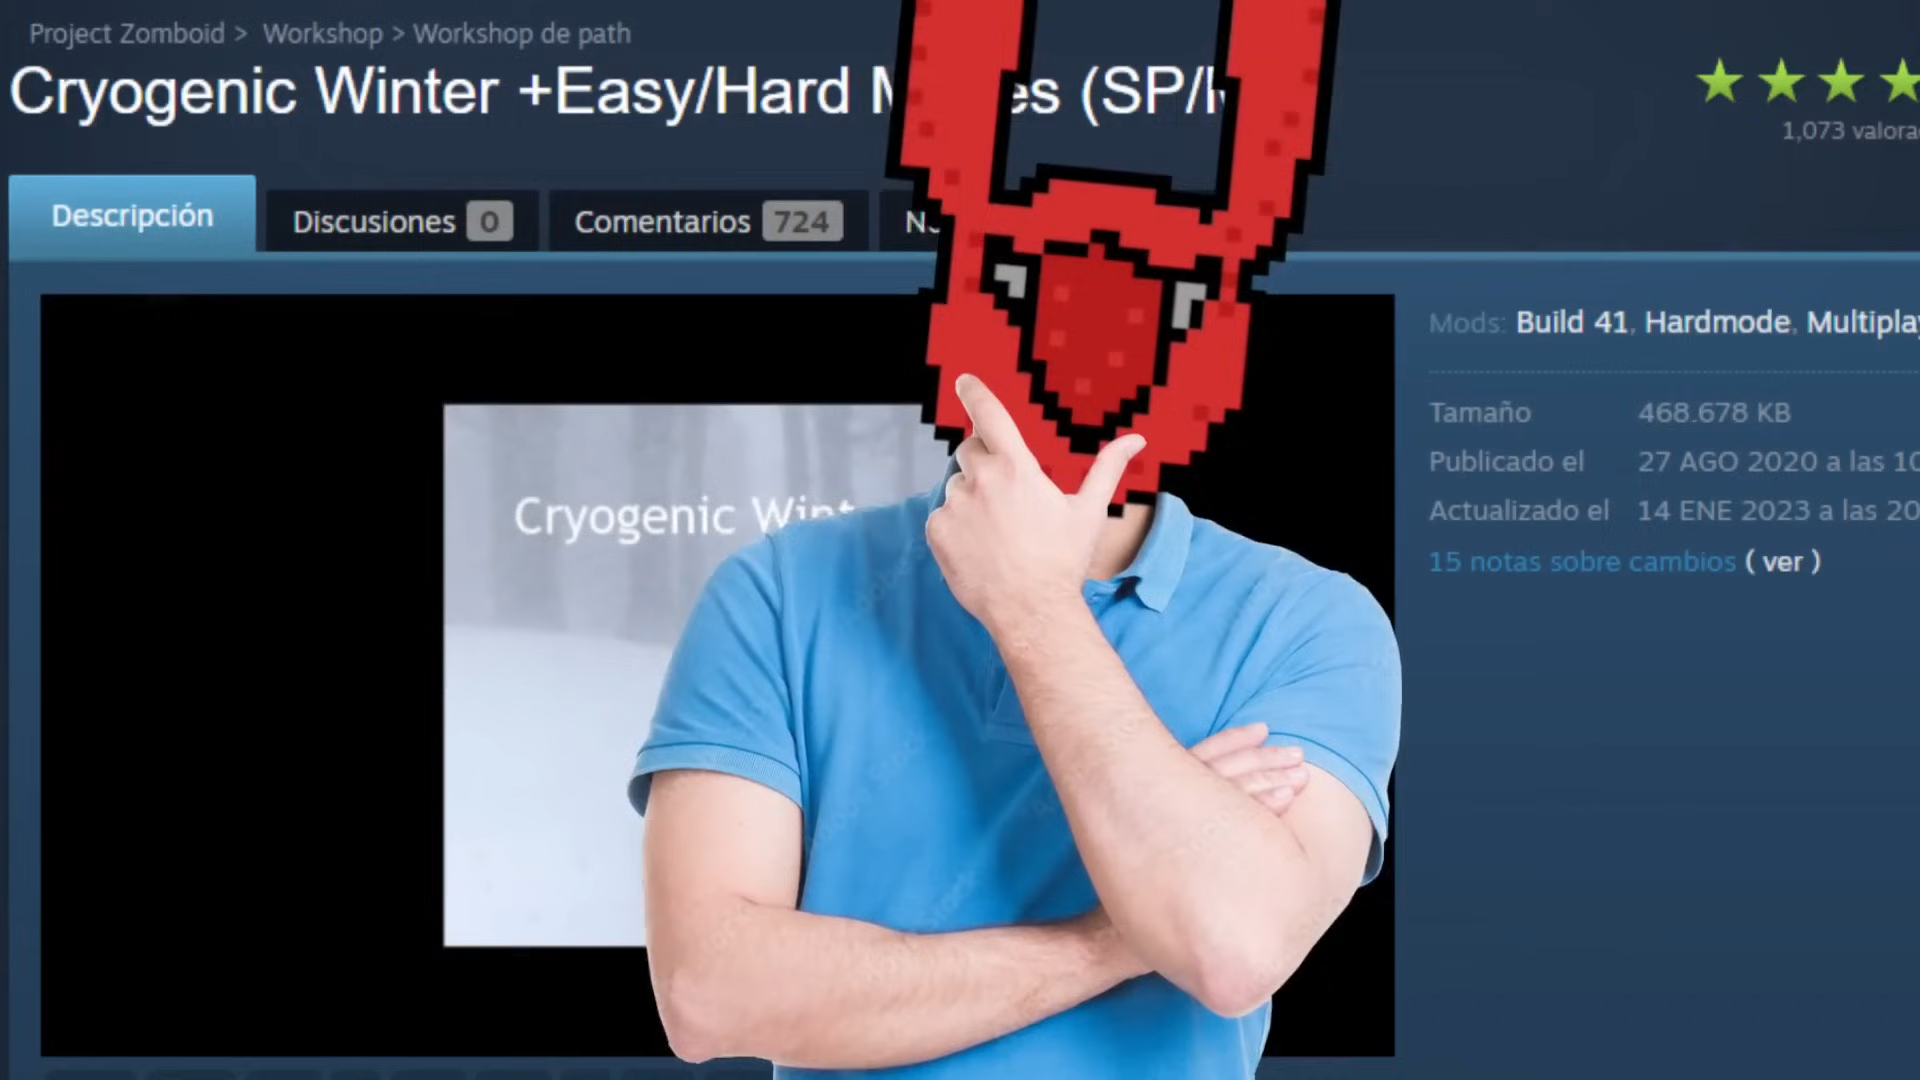 Project Zomboid > Workshop > Workshop de path
Cryogenic Winter +Easy/Hard (SP/
1,073
Descripción
Discusiones 0
Comentarios 724
Cryogenic
Mods: Build 41, Hardmode,
Tamaño 468.678 KB
Publicado el 27 AGO 2020 a las 10
Actualizado el 14 ENE 2023 a las 20
15 notas sobre cambios ( ver )